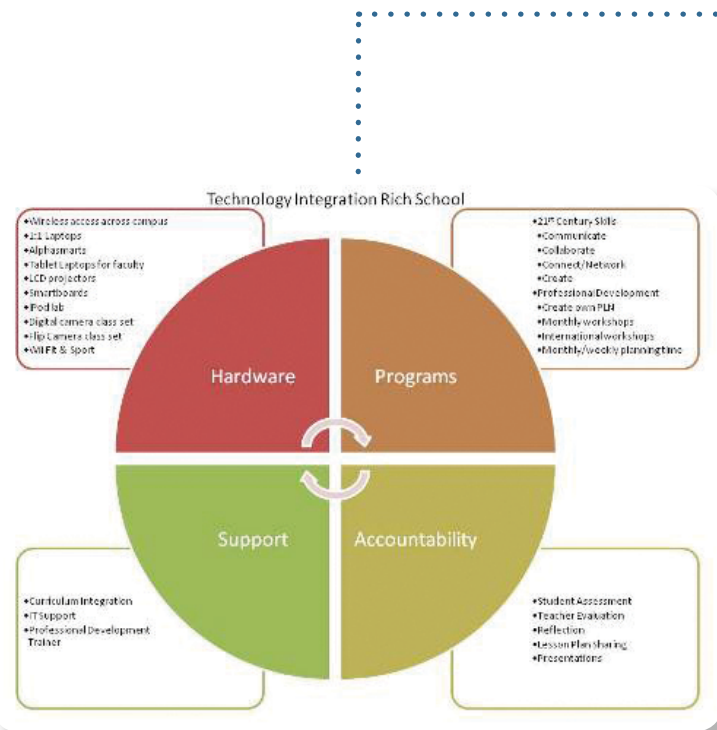 Technology Integration Rich School
•Wireless access across campus
•1:1 Laptops
•Alphasmarts
•Tablet Laptops for faculty
•LCD projectors
•Smartboards
•iPod lab
•Digital camera class set
•Flip Camera class set
•Wii Fit & Sport
•21st Century Skills
•Communicate
•Collaborate
•Connect/Network
•Create
•Professional Development
•Create own PLN
•Monthly workshops
•International workshops
•Monthly/weekly planning time
Hardware
Programs
Support
Accountability
•Curriculum Integration
•IT Support
•Professional Development
Trainer
•Student Assessment
•Teacher Evaluation
•Reflection
•Lesson Plan Sharing
•Presentations